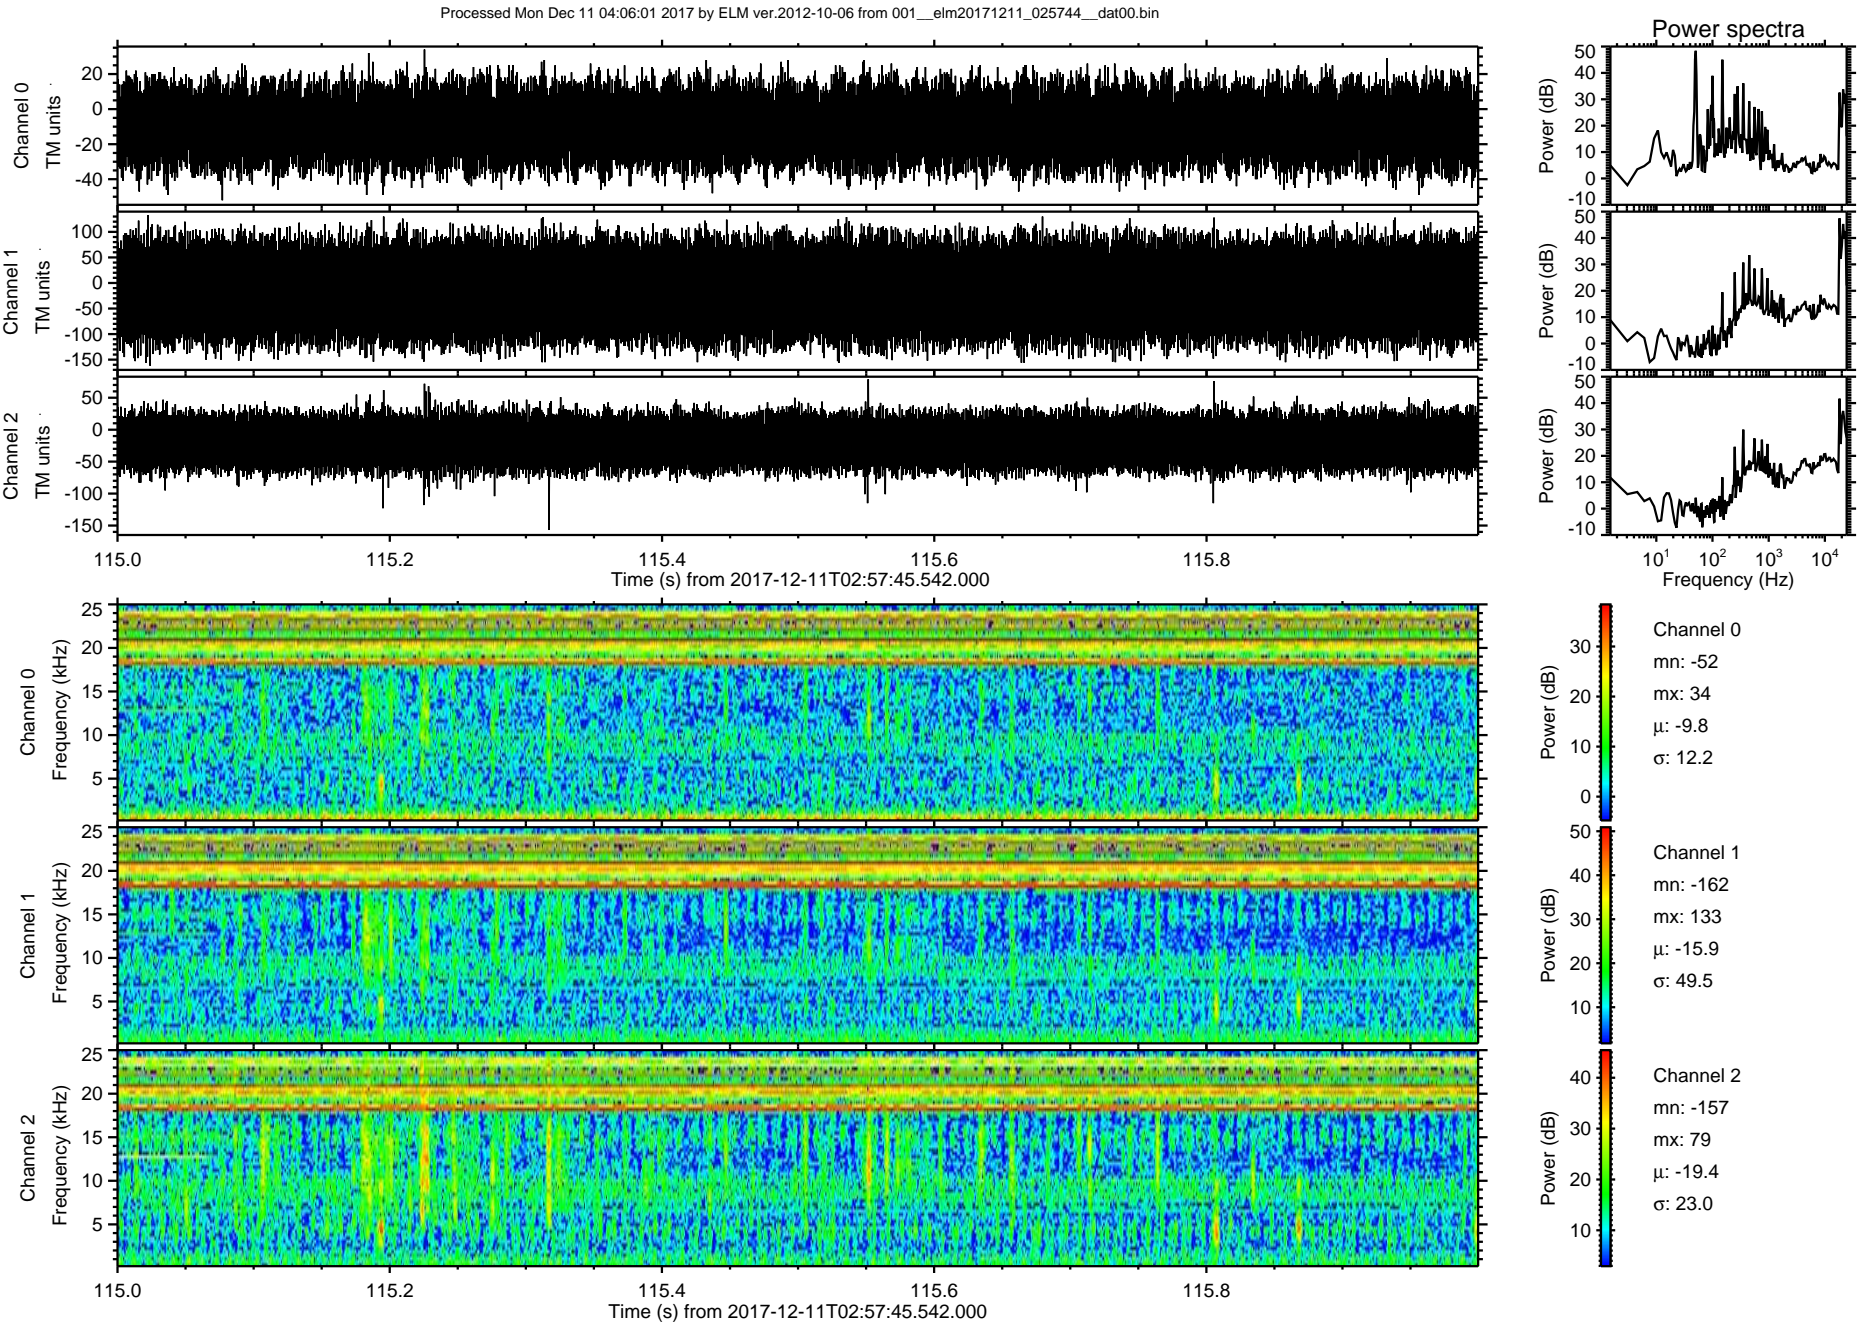 Processed Mon Dec 11 04:06:01 2017 by ELM ver.2012-10-06 from 001__elm20171211_025744__dat00.bin
Power spectra
Channel 0
TM units
20
0
-20
-40
Power (dB)
50
40
30
20
10
0
-10
Channel 1
TM units
100
50
0
-50
-100
-150
Power (dB)
50
40
30
20
10
0
-10
Channel 2
TM units
50
0
-50
-100
-150
Power (dB)
50
40
30
20
10
0
-10
115.0 115.2 115.4 115.6 115.8
Time (s) from 2017-12-11T02:57:45.542.000
10¹ 10² 10³ 10⁴
Frequency (Hz)
Channel 0
Frequency (kHz)
25
20
15
10
5
Power (dB)
30
20
10
0
Channel 0
mn: -52
mx: 34
μ: -9.8
σ: 12.2
Channel 1
Frequency (kHz)
25
20
15
10
5
Power (dB)
50
40
30
20
10
Channel 1
mn: -162
mx: 133
μ: -15.9
σ: 49.5
Channel 2
Frequency (kHz)
25
20
15
10
5
Power (dB)
40
30
20
10
Channel 2
mn: -157
mx: 79
μ: -19.4
σ: 23.0
115.0 115.2 115.4 115.6 115.8
Time (s) from 2017-12-11T02:57:45.542.000